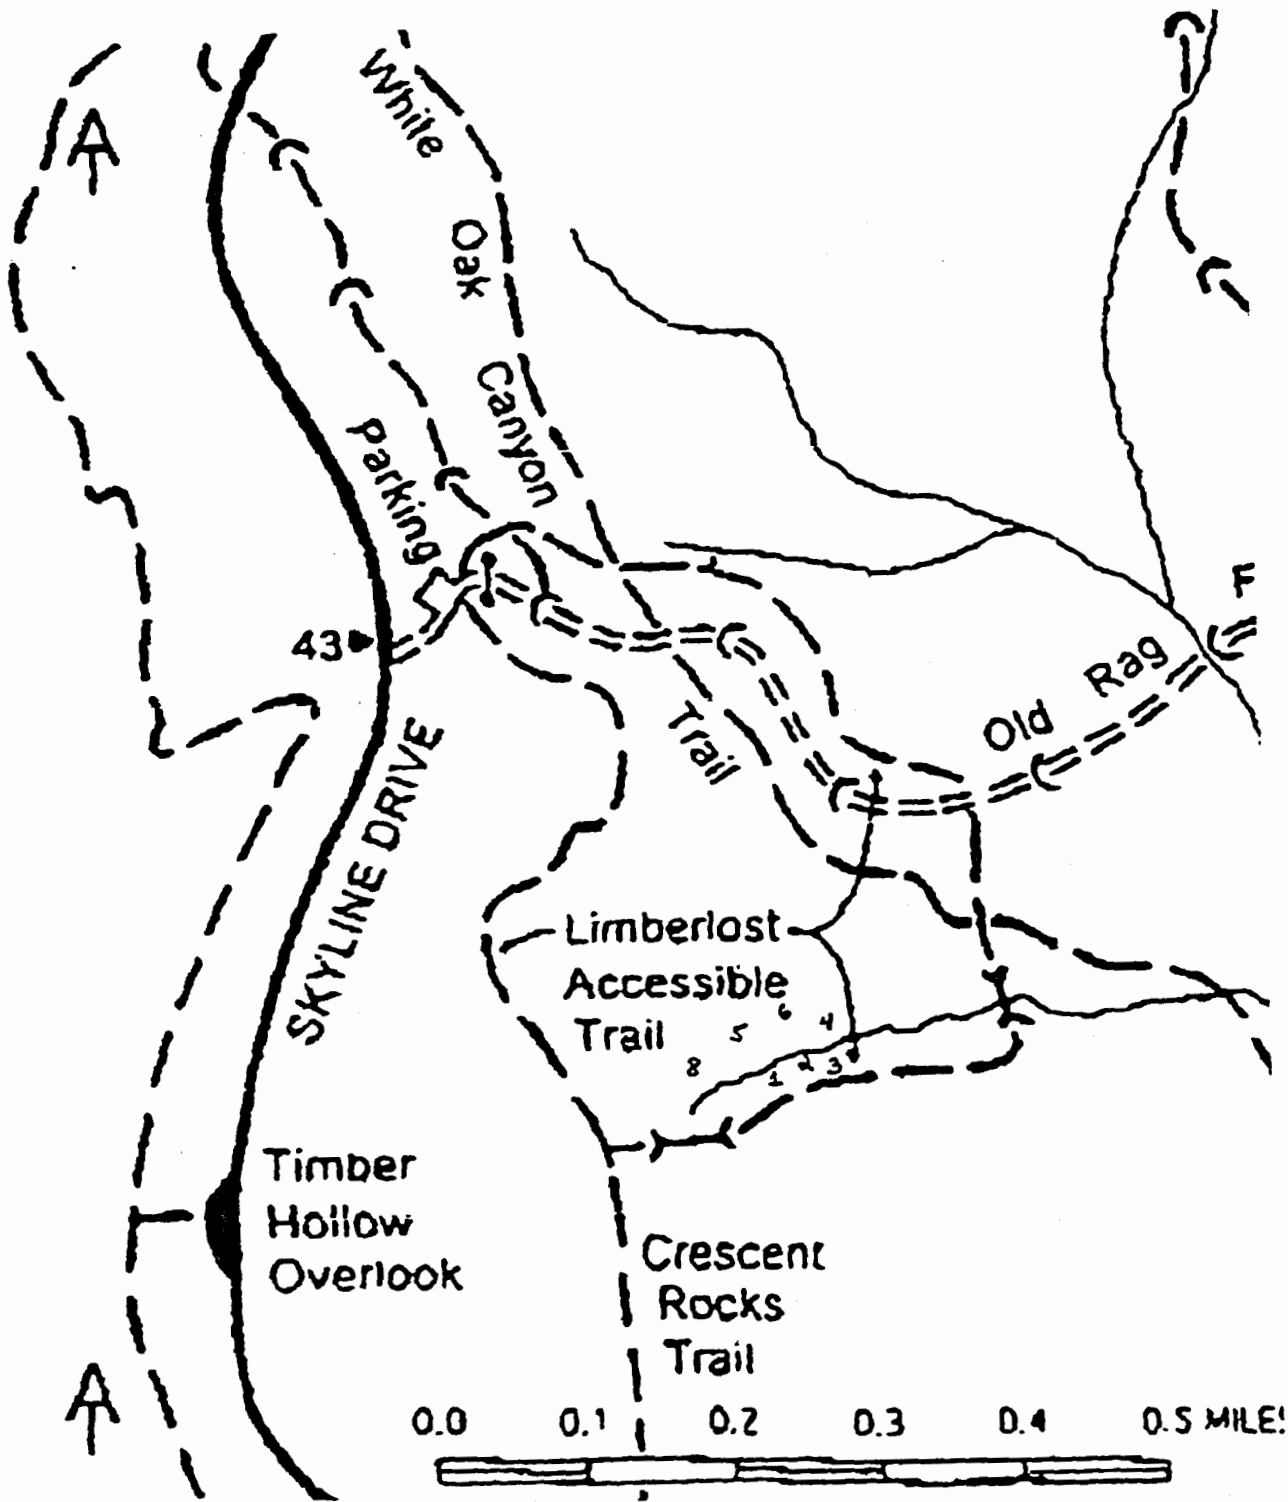 White
Oak
Canyon
Trail
Parking
43
F
Old Rag
SKYLINE DRIVE
Limberlost
Accessible
Trail
6
5
4
8
1 2 3
Timber
Hollow
Overlook
Crescent
Rocks
Trail
0.0 0.1 0.2 0.3 0.4 0.5 MILE